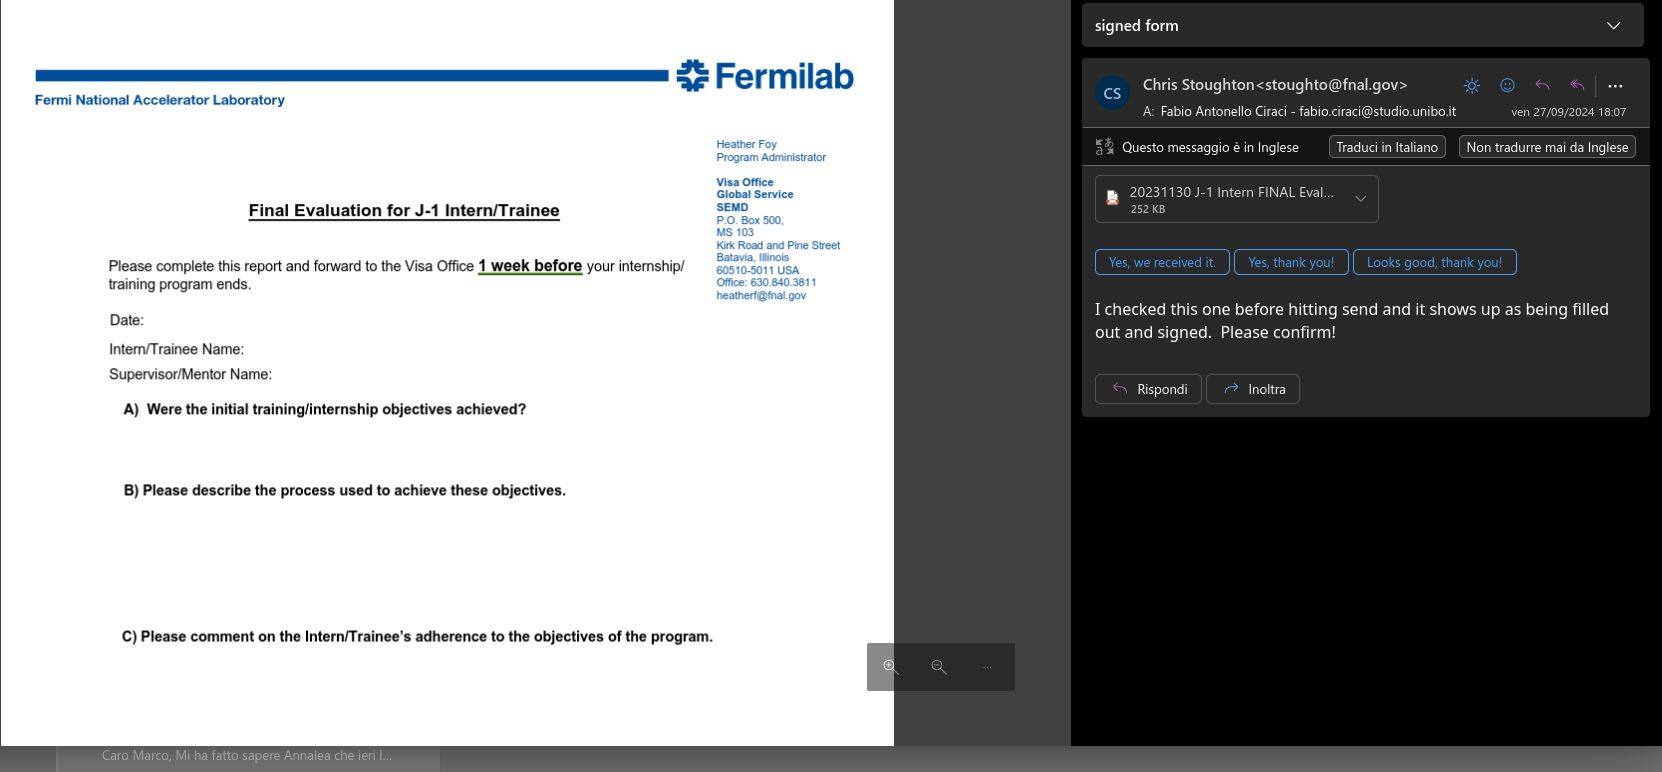 Fermilab
Fermi National Accelerator Laboratory
Heather Foy
Program Administrator
Visa Office
Global Service
SEMD
P.O. Box 500,
MS 103
Kirk Road and Pine Street
Batavia, Illinois
60510-5011 USA
Office: 630.840.3811
heatherf@fnal.gov
Final Evaluation for J-1 Intern/Trainee
Please complete this report and forward to the Visa Office 1 week before your internship/
training program ends.
Date:
Intern/Trainee Name:
Supervisor/Mentor Name:
A) Were the initial training/internship objectives achieved?
B) Please describe the process used to achieve these objectives.
C) Please comment on the Intern/Trainee's adherence to the objectives of the program.
...
Caro Marco, Mi ha fatto sapere Annalea che ieri l...
signed form
CS
Chris Stoughton<stoughto@fnal.gov>
...
A: Fabio Antonello Ciraci - fabio.ciraci@studio.unibo.it
ven 27/09/2024 18:07
Questo messaggio è in Inglese
Traduci in Italiano
Non tradurre mai da Inglese
20231130 J-1 Intern FINAL Eval...
252 KB
Yes, we received it.
Yes, thank you!
Looks good, thank you!
I checked this one before hitting send and it shows up as being filled
out and signed.  Please confirm!
Rispondi
Inoltra